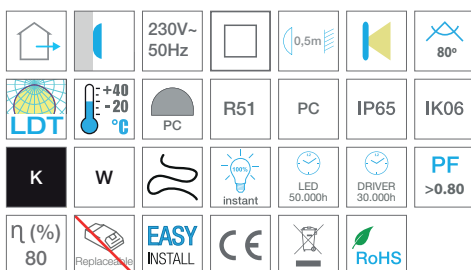 230V~
50Hz
0,5m
80º
LDT
+40
-20
°C
PC
R51
PC
IP65
IK06
K
W
100%
instant
LED
50.000h
DRIVER
30.000h
PF
>0.80
η (%)
80
Replaceable
EASY
INSTALL
CE
RoHS